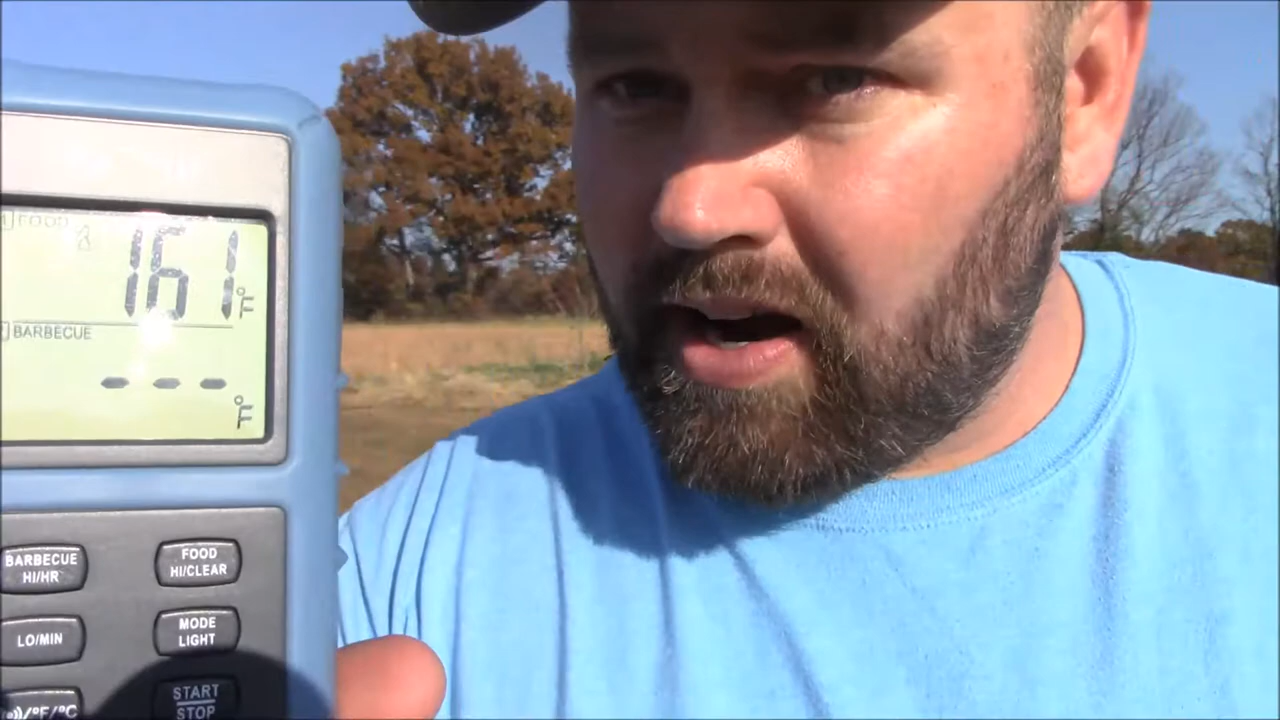 FOOD
161 °F
BARBECUE
--- °F
BARBECUE
HI/HR
FOOD
HI/CLEAR
LO/MIN
MODE
LIGHT
/°F/°C
START
STOP